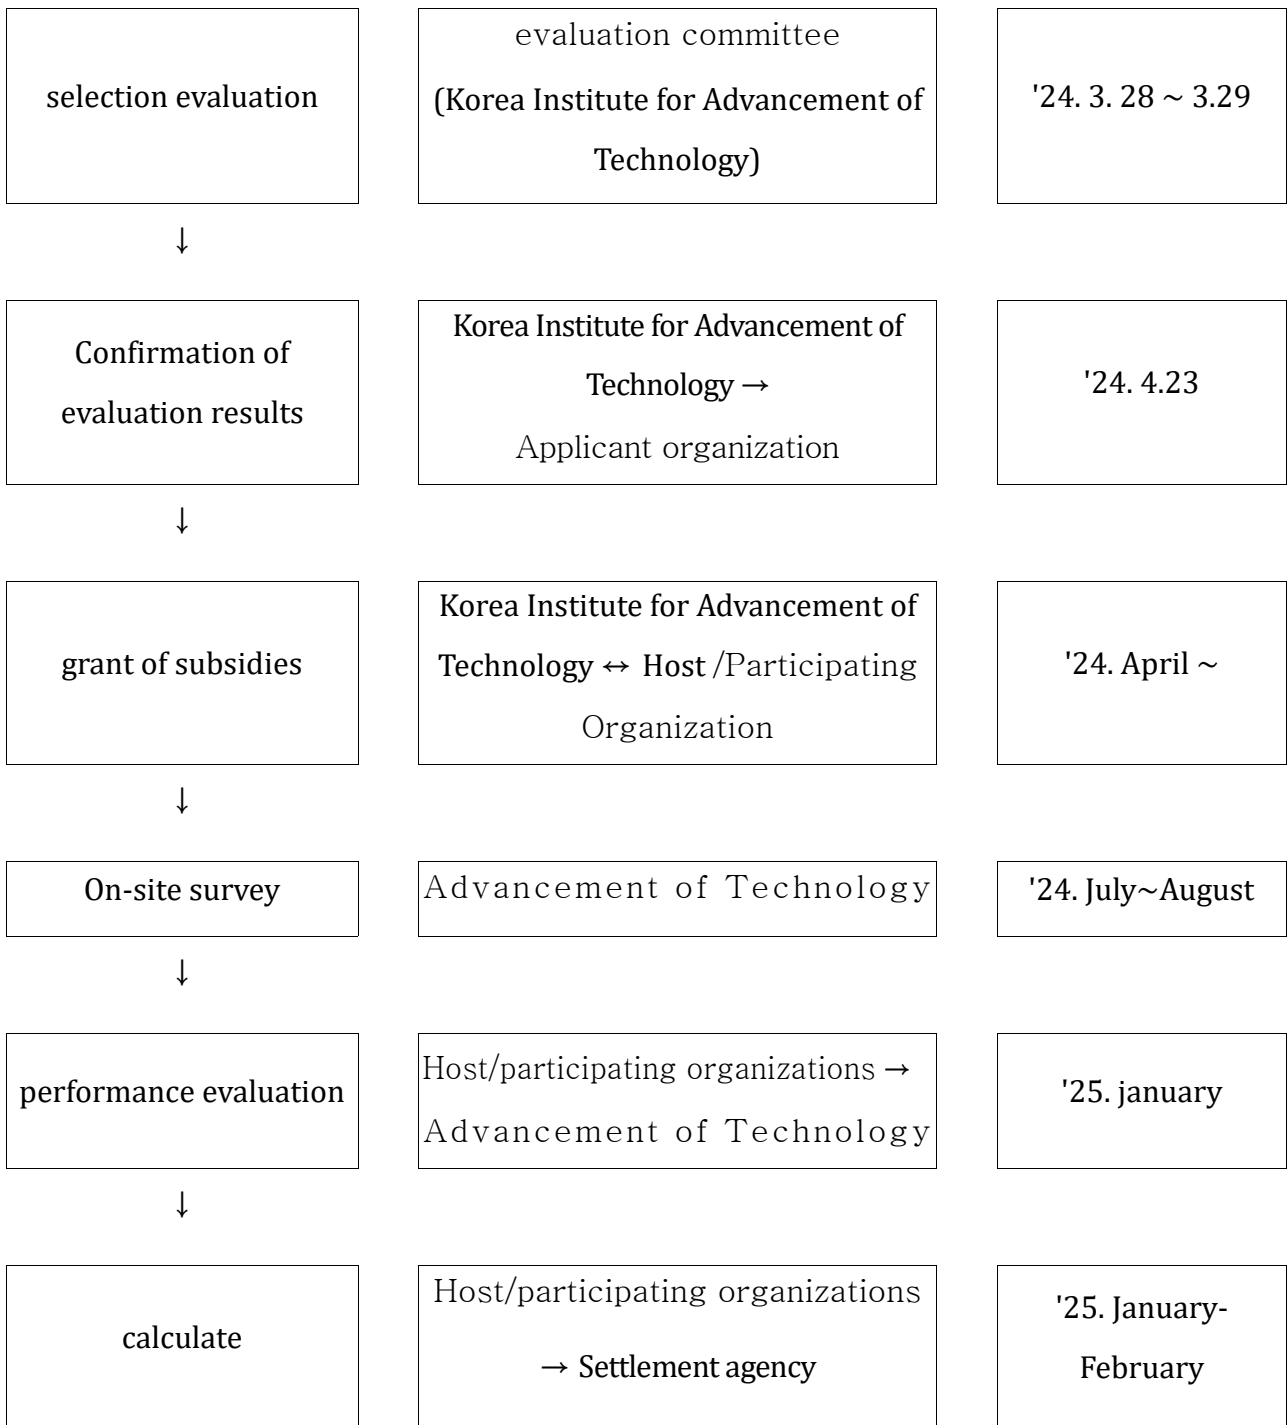 selection evaluation
evaluation committee
(Korea Institute for Advancement of
Technology)
'24. 3. 28 ~ 3.29
↓
Confirmation of
evaluation results
Korea Institute for Advancement of
Technology →
Applicant organization
'24. 4.23
↓
grant of subsidies
Korea Institute for Advancement of
Technology ↔ Host /Participating
Organization
'24. April ~
↓
On-site survey
Advancement of Technology
'24. July~August
↓
performance evaluation
Host/participating organizations →
Advancement of Technology
'25. january
↓
calculate
Host/participating organizations
→ Settlement agency
'25. January-
February